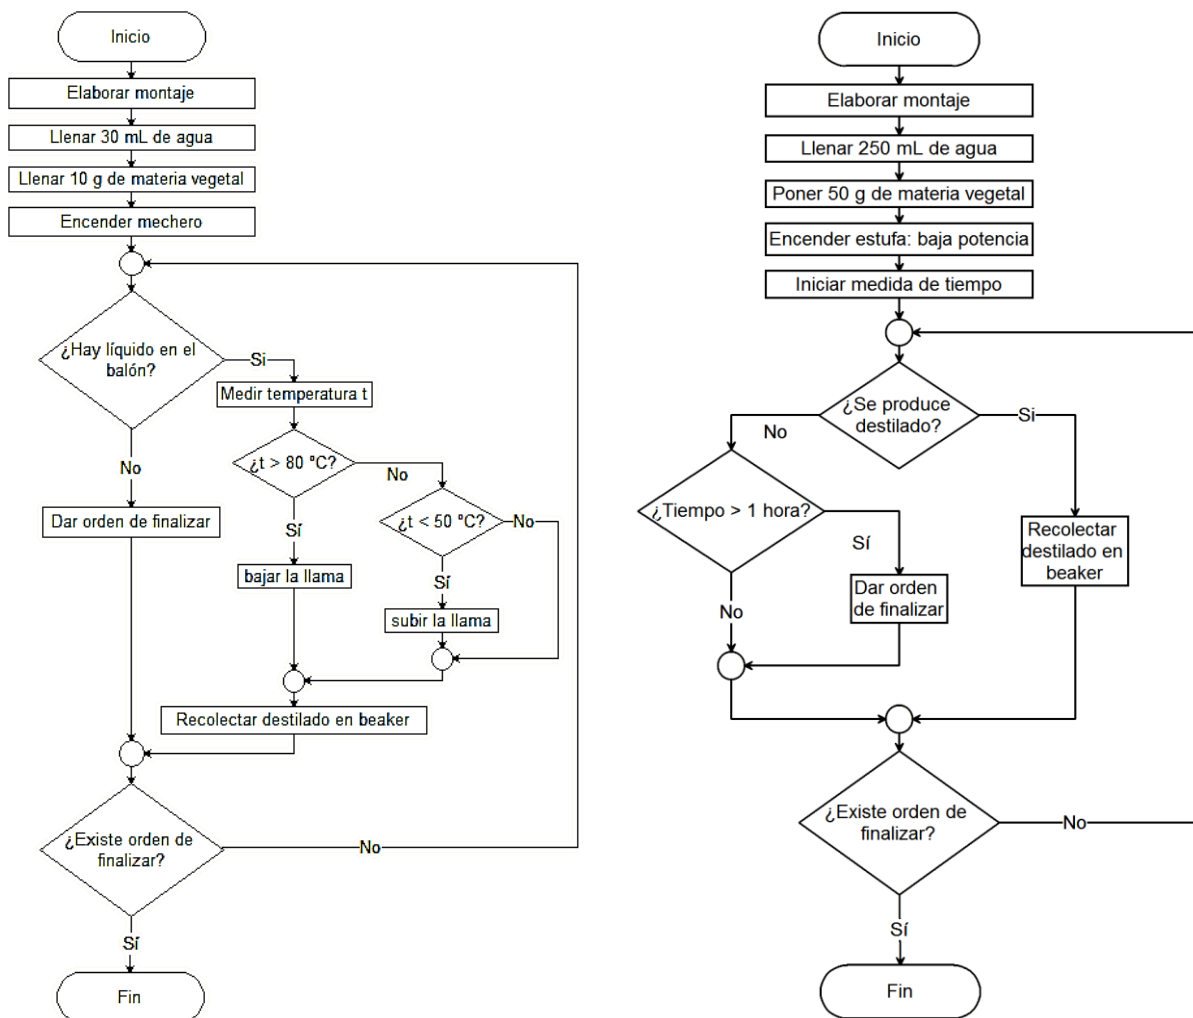 Inicio
Elaborar montaje
Llenar 30 mL de agua
Llenar 10 g de materia vegetal
Encender mechero
¿Hay líquido en el
balón?
Si
Medir temperatura t
No
¿t > 80 °C?
No
Dar orden de finalizar
¿t < 50 °C?
No
Sí
bajar la llama
Sí
subir la llama
Recolectar destilado en beaker
¿Existe orden de
finalizar?
No
Sí
Fin
Inicio
Elaborar montaje
Llenar 250 mL de agua
Poner 50 g de materia vegetal
Encender estufa: baja potencia
Iniciar medida de tiempo
¿Se produce
destilado?
No
Si
¿Tiempo > 1 hora?
Sí
Recolectar
destilado en
beaker
Dar orden
de finalizar
No
¿Existe orden de
finalizar?
No
Sí
Fin